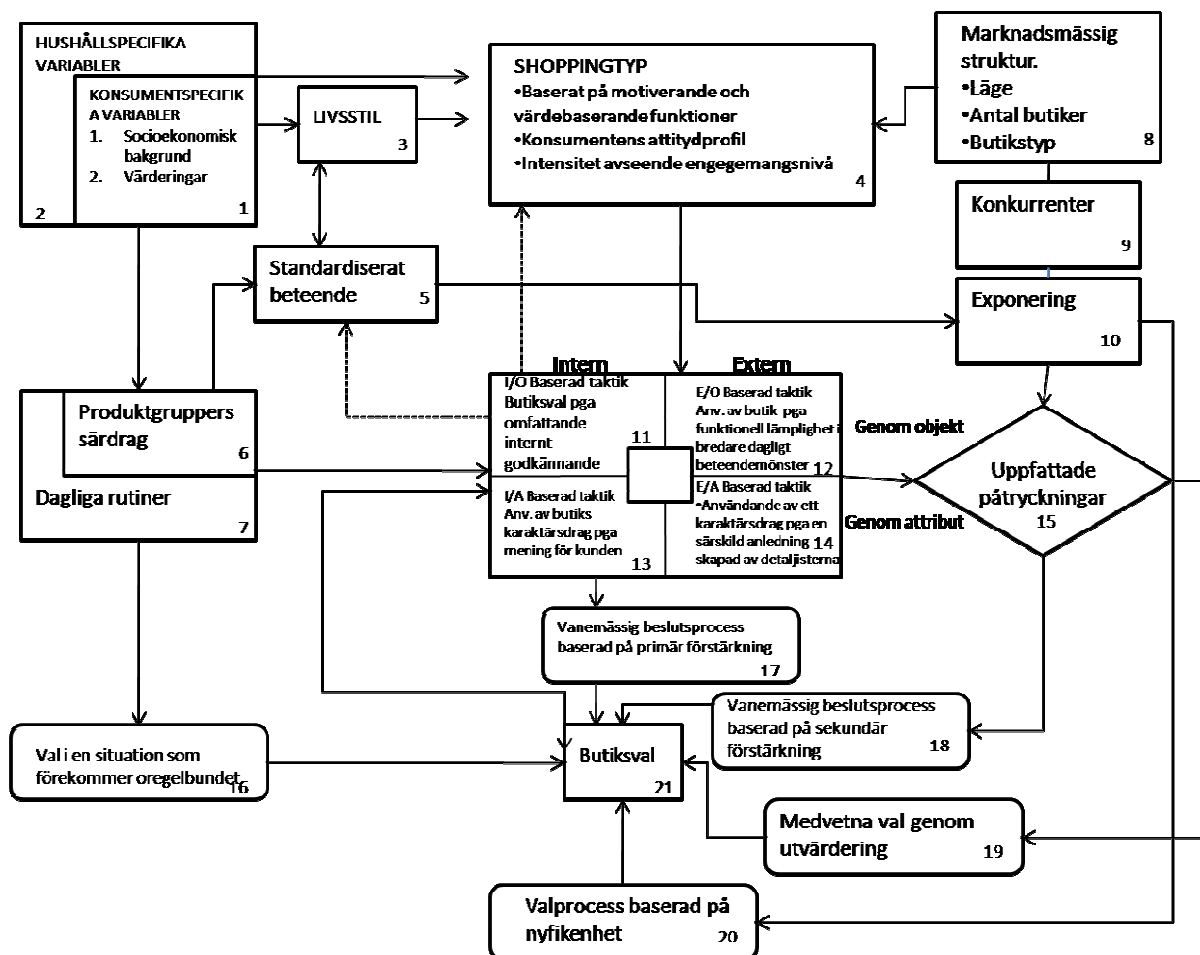 HUSHÅLLSPECIFIKA
VARIABLER
KONSUMENTSPECIFIK
A VARIABLER
1. Socioekonomisk
bakgrund
2. Värderingar
2
1
LIVSSTIL
3
SHOPPINGTYP
•Baserat på motiverande och
värdebaserande funktioner
•Konsumentens attitydprofil
•Intensitet avseende engegemangsnivå
4
Marknadsmässig
struktur.
•Läge
•Antal butiker
•Butikstyp
8
Konkurrenter
9
Standardiserat
beteende
5
Exponering
10
Produktgruppers
särdrag
6
Dagliga rutiner
7
Intern
Extern
I/O Baserad taktik
Butiksval pga
omfattande
internt
godkännande
11
E/O Baserad taktik
Anv. av butik pga
funktionell lämplighet i
bredare dagligt
beteendemönster
12
I/A Baserad taktik
Anv. av butiks
karaktärsdrag pga
mening för kunden
13
E/A Baserad taktik
•Användande av ett
karaktärsdrag pga en
särskild anledning
skapad av detaljisterna
14
Genom objekt
Genom attribut
Uppfattade
påtryckningar
15
Vanemässig beslutsprocess
baserad på primär förstärkning
17
Vanemässig beslutsprocess
baserad på sekundär
förstärkning
18
Val i en situation som
förekommer oregelbundet
16
Butiksval
21
Medvetna val genom
utvärdering
19
Valprocess baserad på
nyfikenhet
20